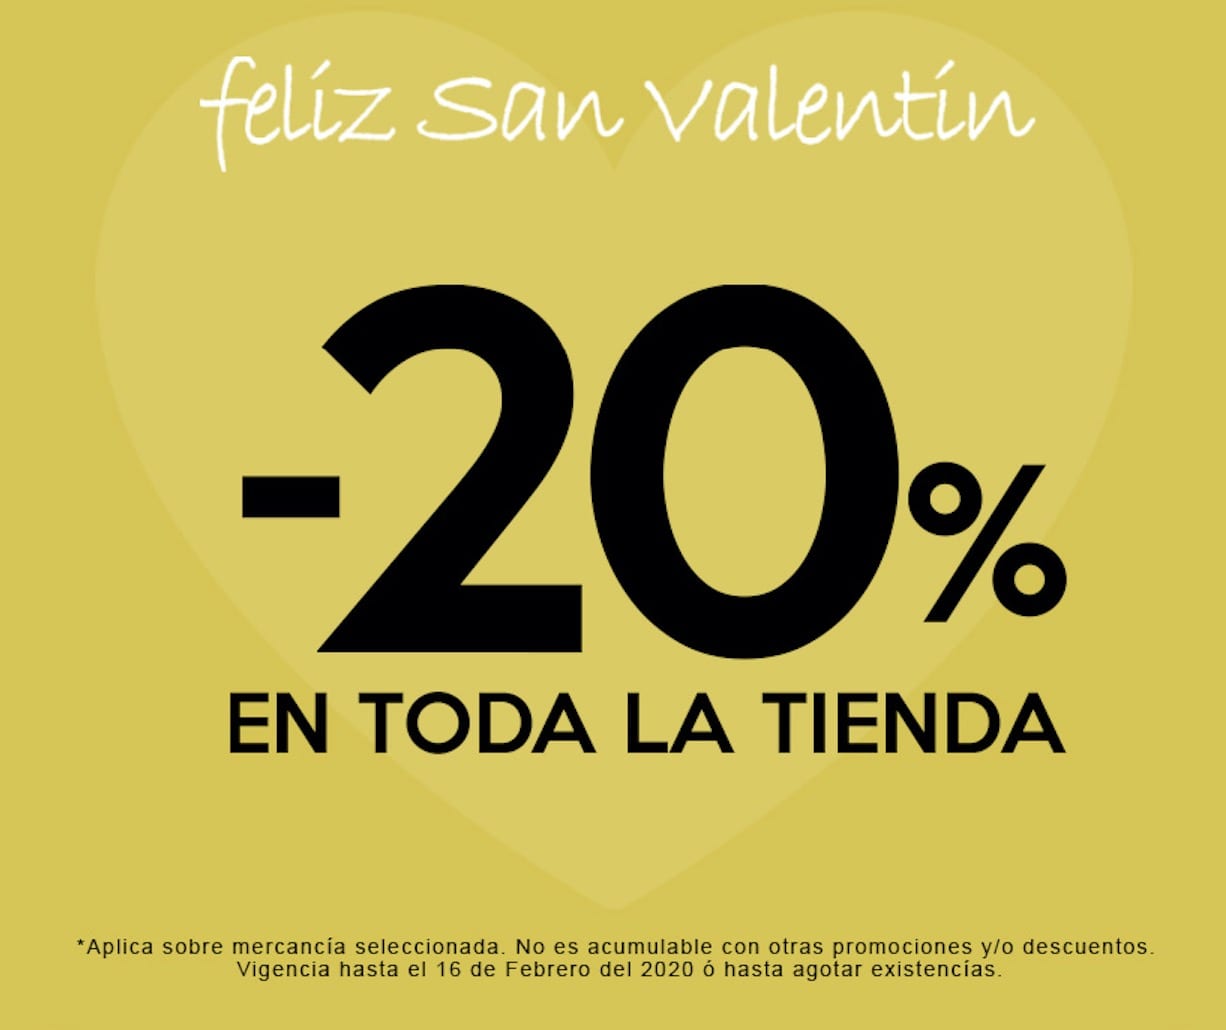 felíz San Valentín
-20%
EN TODA LA TIENDA
*Aplica sobre mercancía seleccionada. No es acumulable con otras promociones y/o descuentos.
Vigencia hasta el 16 de Febrero del 2020 ó hasta agotar existencías.